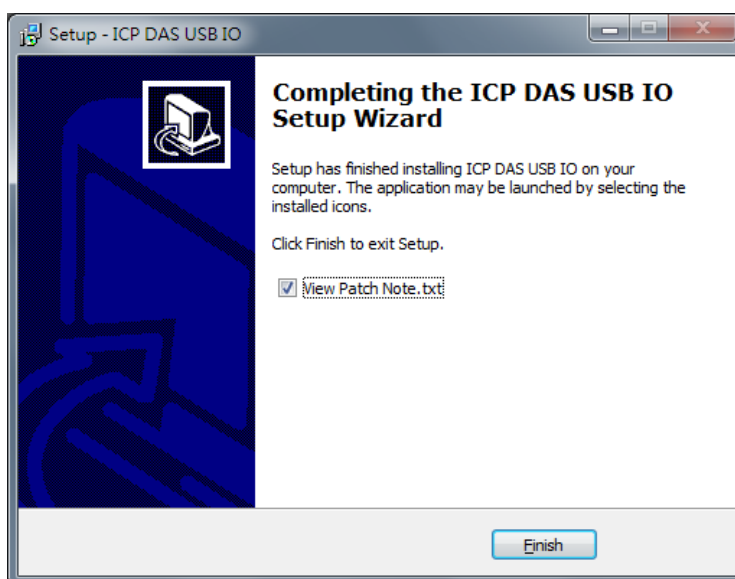 Setup - ICP DAS USB IO
Completing the ICP DAS USB IO
Setup Wizard
Setup has finished installing ICP DAS USB IO on your
computer. The application may be launched by selecting the
installed icons.
Click Finish to exit Setup.
View Patch Note.txt
Finish